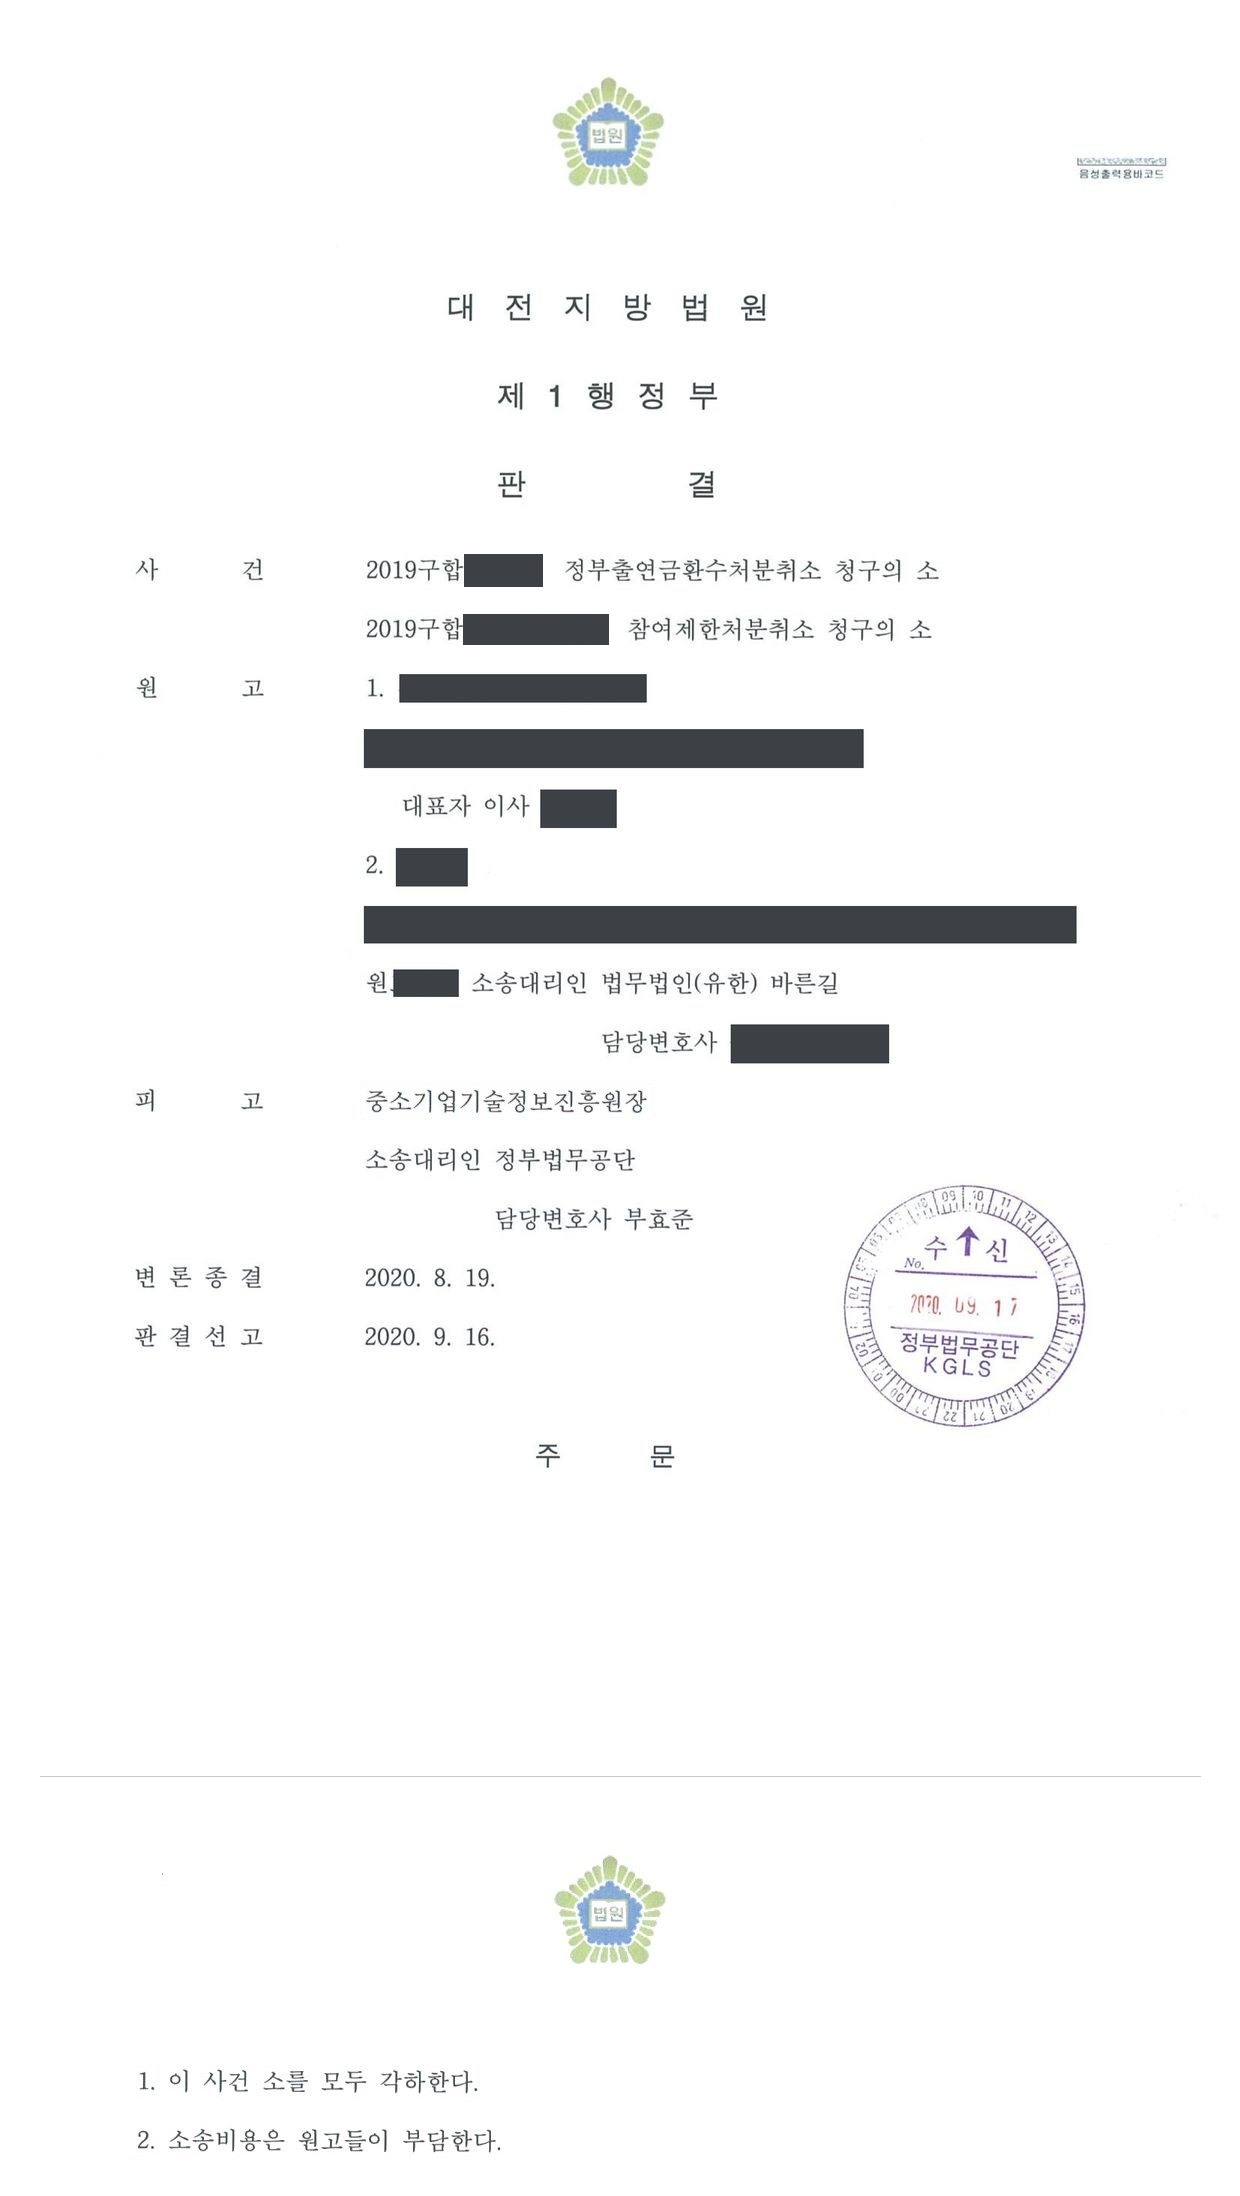 법원
음성출력용바코드
대전지방법원
제1행정부
판결
사건 2019구합 정부출연금환수처분취소 청구의 소
2019구합 참여제한처분취소 청구의 소
원고 1.
대표자 이사
2.
원 소송대리인 법무법인(유한) 바른길
담당변호사
피고 중소기업기술정보진흥원장
소송대리인 정부법무공단
담당변호사 부효준
변론종결 2020. 8. 19.
판결선고 2020. 9. 16.
수신
No.
2020. 09. 17
정부법무공단
KGLS
주문
법원
1. 이 사건 소를 모두 각하한다.
2. 소송비용은 원고들이 부담한다.